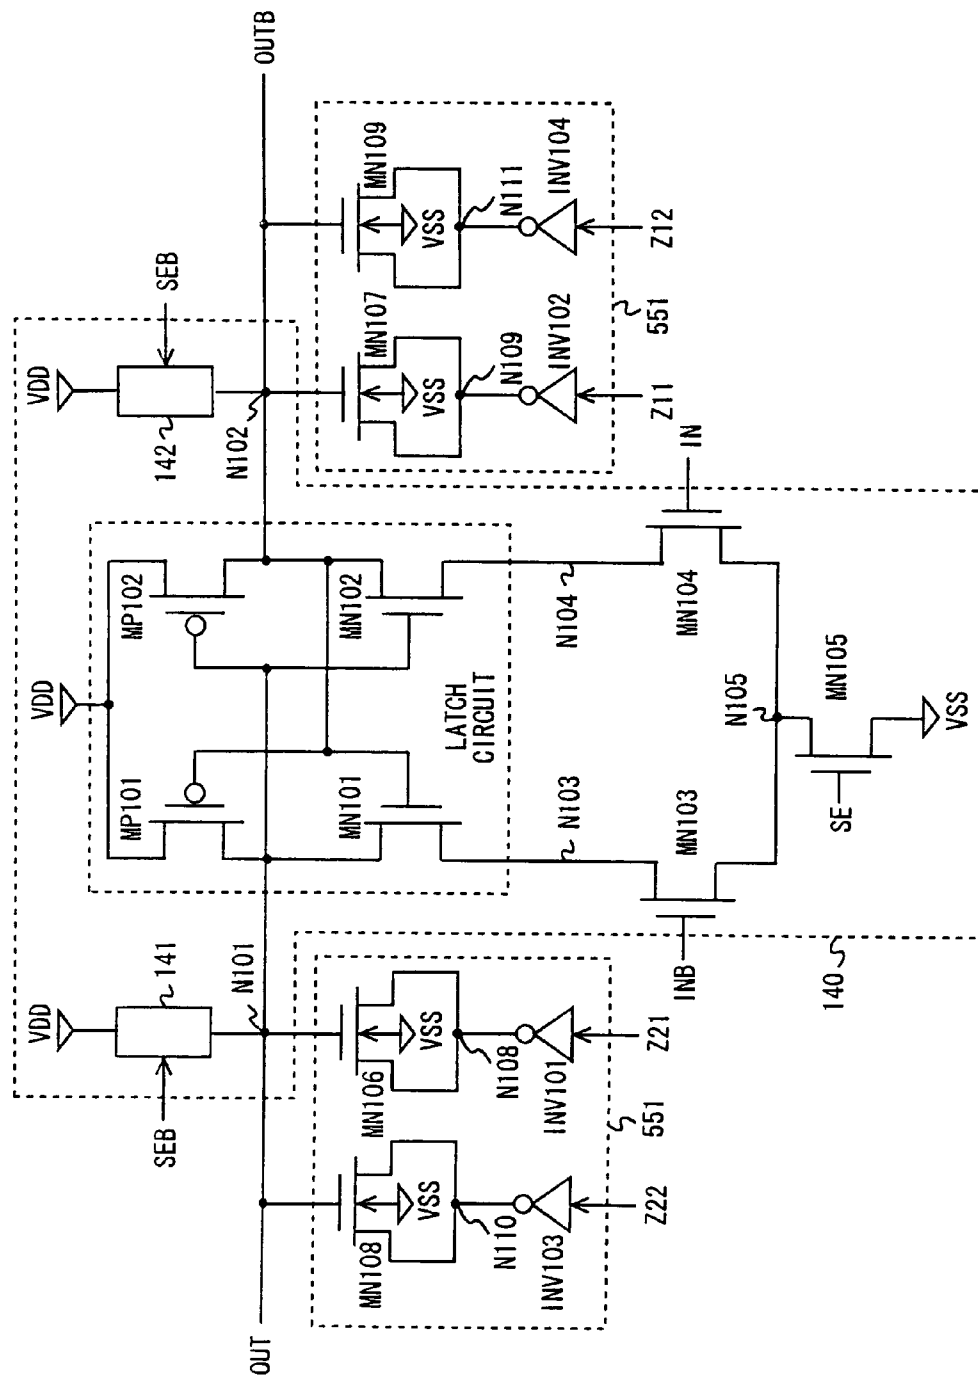 OUTB
VDD
SEB
142
N102
MN109
VSS
N111
INV104
Z12
MN107
VSS
N109
INV102
Z11
551
IN
VDD
MP102
MN102
N104
MN104
MP101
MN101
LATCH
CIRCUIT
N103
MN103
N105
MN105
SE
VSS
INB
140
VDD
141
SEB
N101
MN106
VSS
N108
INV101
Z21
551
MN108
VSS
N110
INV103
Z22
OUT